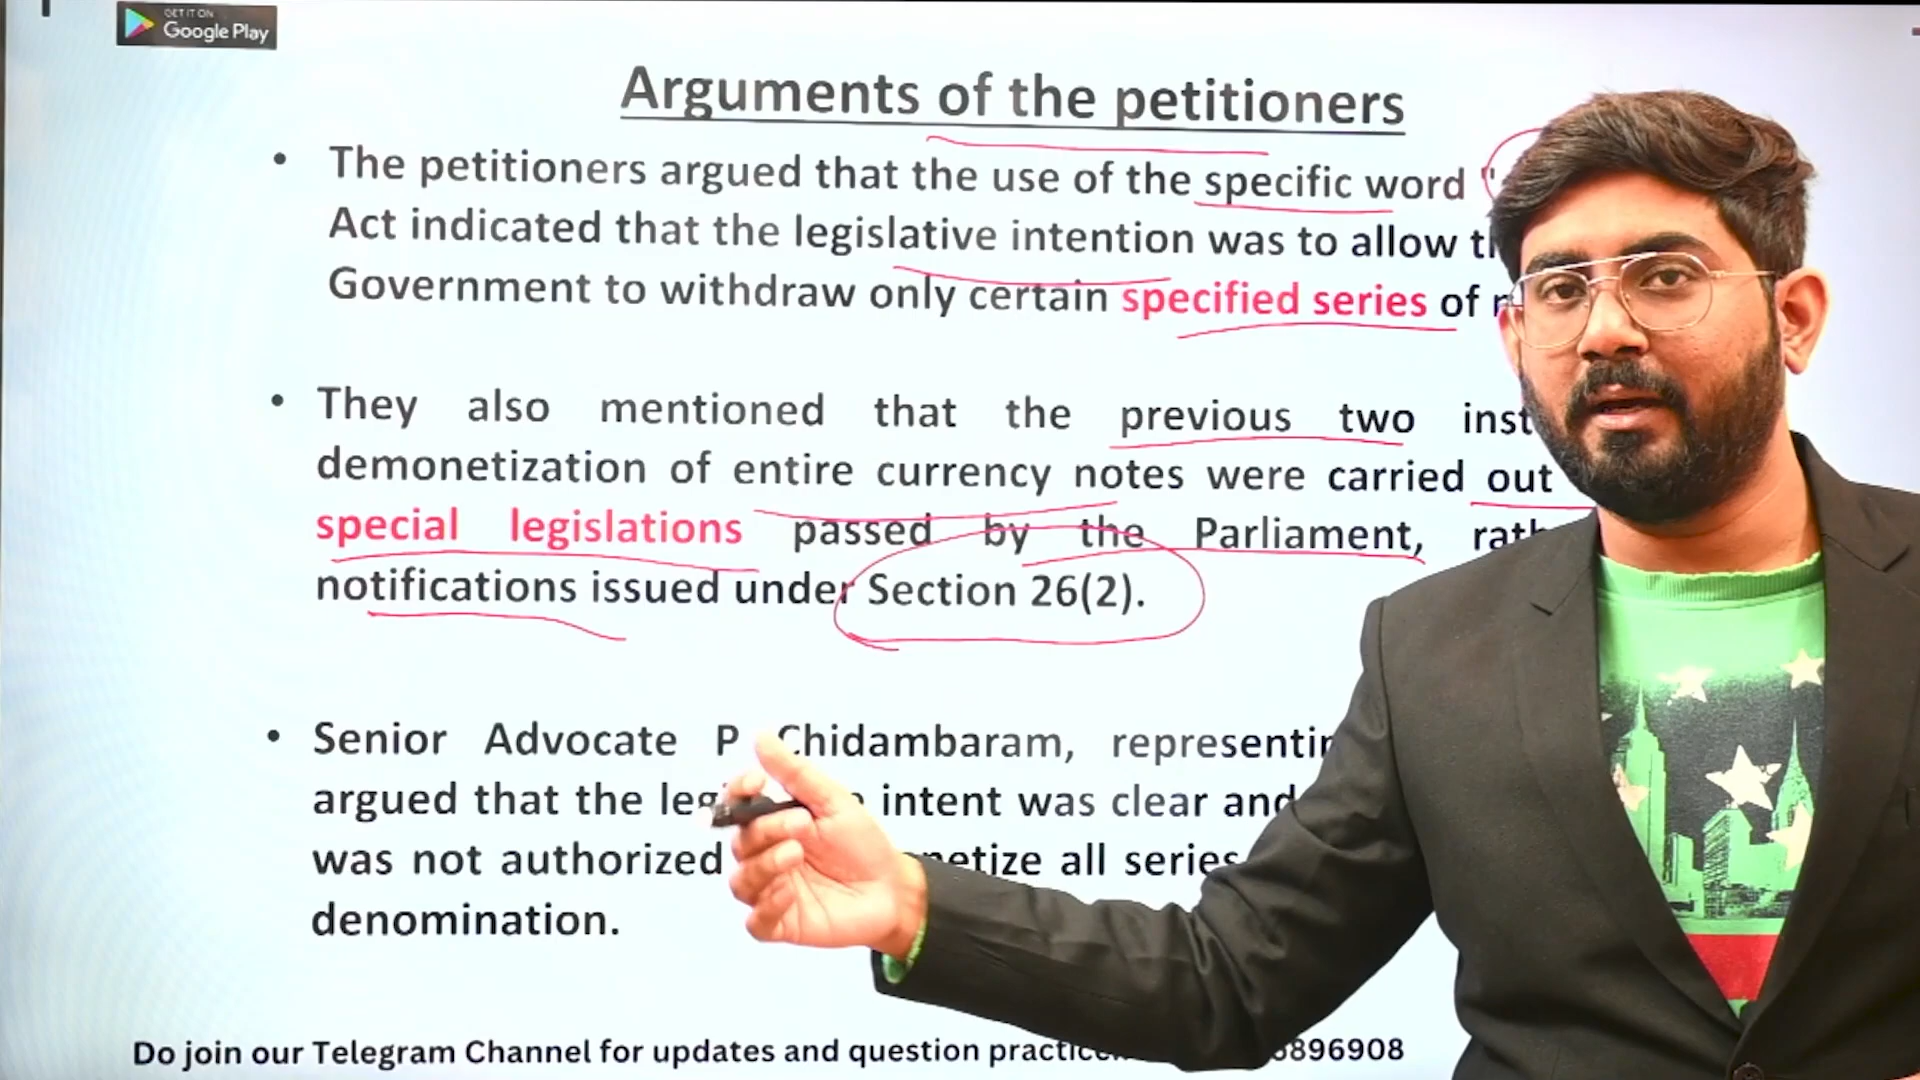 GET IT ON
Google Play
Arguments of the petitioners
• The petitioners argued that the use of the specific word "
Act indicated that the legislative intention was to allow
Government to withdraw only certain specified series of
• They also mentioned that the previous two
demonetization of entire currency notes were carried out
special legislations passed by the Parliament,
notifications issued under Section 26(2).
• Senior Advocate P Chidambaram,
argued that the intent was clear and
was not authorized all series
denomination.
Do join our Telegram Channel for updates and question 896908